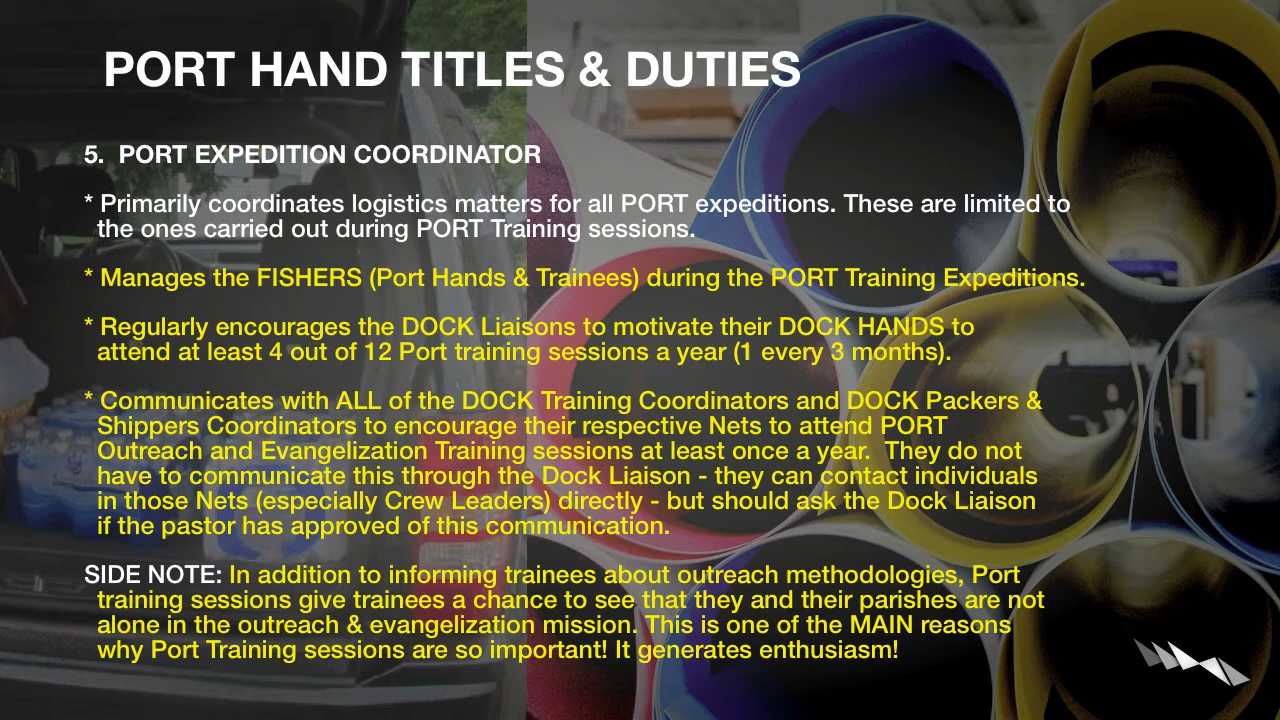 PORT HAND TITLES & DUTIES
5.  PORT EXPEDITION COORDINATOR
* Primarily coordinates logistics matters for all PORT expeditions. These are limited to
the ones carried out during PORT Training sessions.
* Manages the FISHERS (Port Hands & Trainees) during the PORT Training Expeditions.
* Regularly encourages the DOCK Liaisons to motivate their DOCK HANDS to
attend at least 4 out of 12 Port training sessions a year (1 every 3 months).
* Communicates with ALL of the DOCK Training Coordinators and DOCK Packers &
Shippers Coordinators to encourage their respective Nets to attend PORT
Outreach and Evangelization Training sessions at least once a year.  They do not
have to communicate this through the Dock Liaison - they can contact individuals
in those Nets (especially Crew Leaders) directly - but should ask the Dock Liaison
if the pastor has approved of this communication.
SIDE NOTE: In addition to informing trainees about outreach methodologies, Port
training sessions give trainees a chance to see that they and their parishes are not
alone in the outreach & evangelization mission. This is one of the MAIN reasons
why Port Training sessions are so important! It generates enthusiasm!